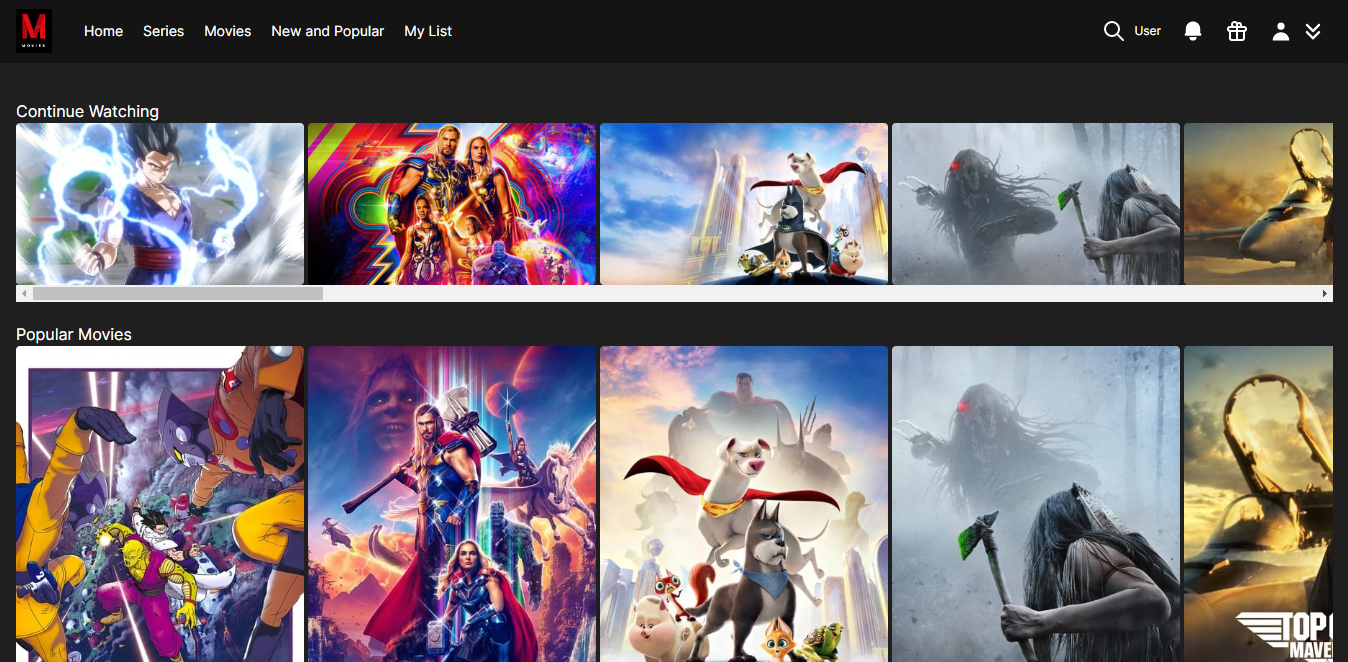 M
MOVIES
Home Series Movies New and Popular My List User
Continue Watching
Popular Movies
TOP
MAVE